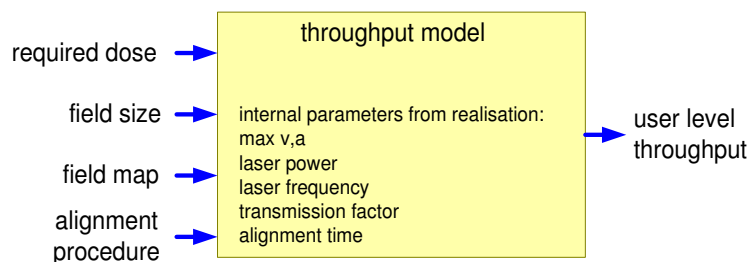 throughput model
required dose
field size
field map
alignment
procedure
internal parameters from realisation:
max v,a
laser power
laser frequency
transmission factor
alignment time
user level
throughput